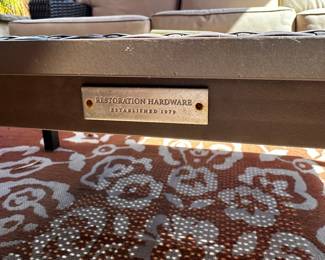 RESTORATION HARDWARE
ESTABLISHED 1979